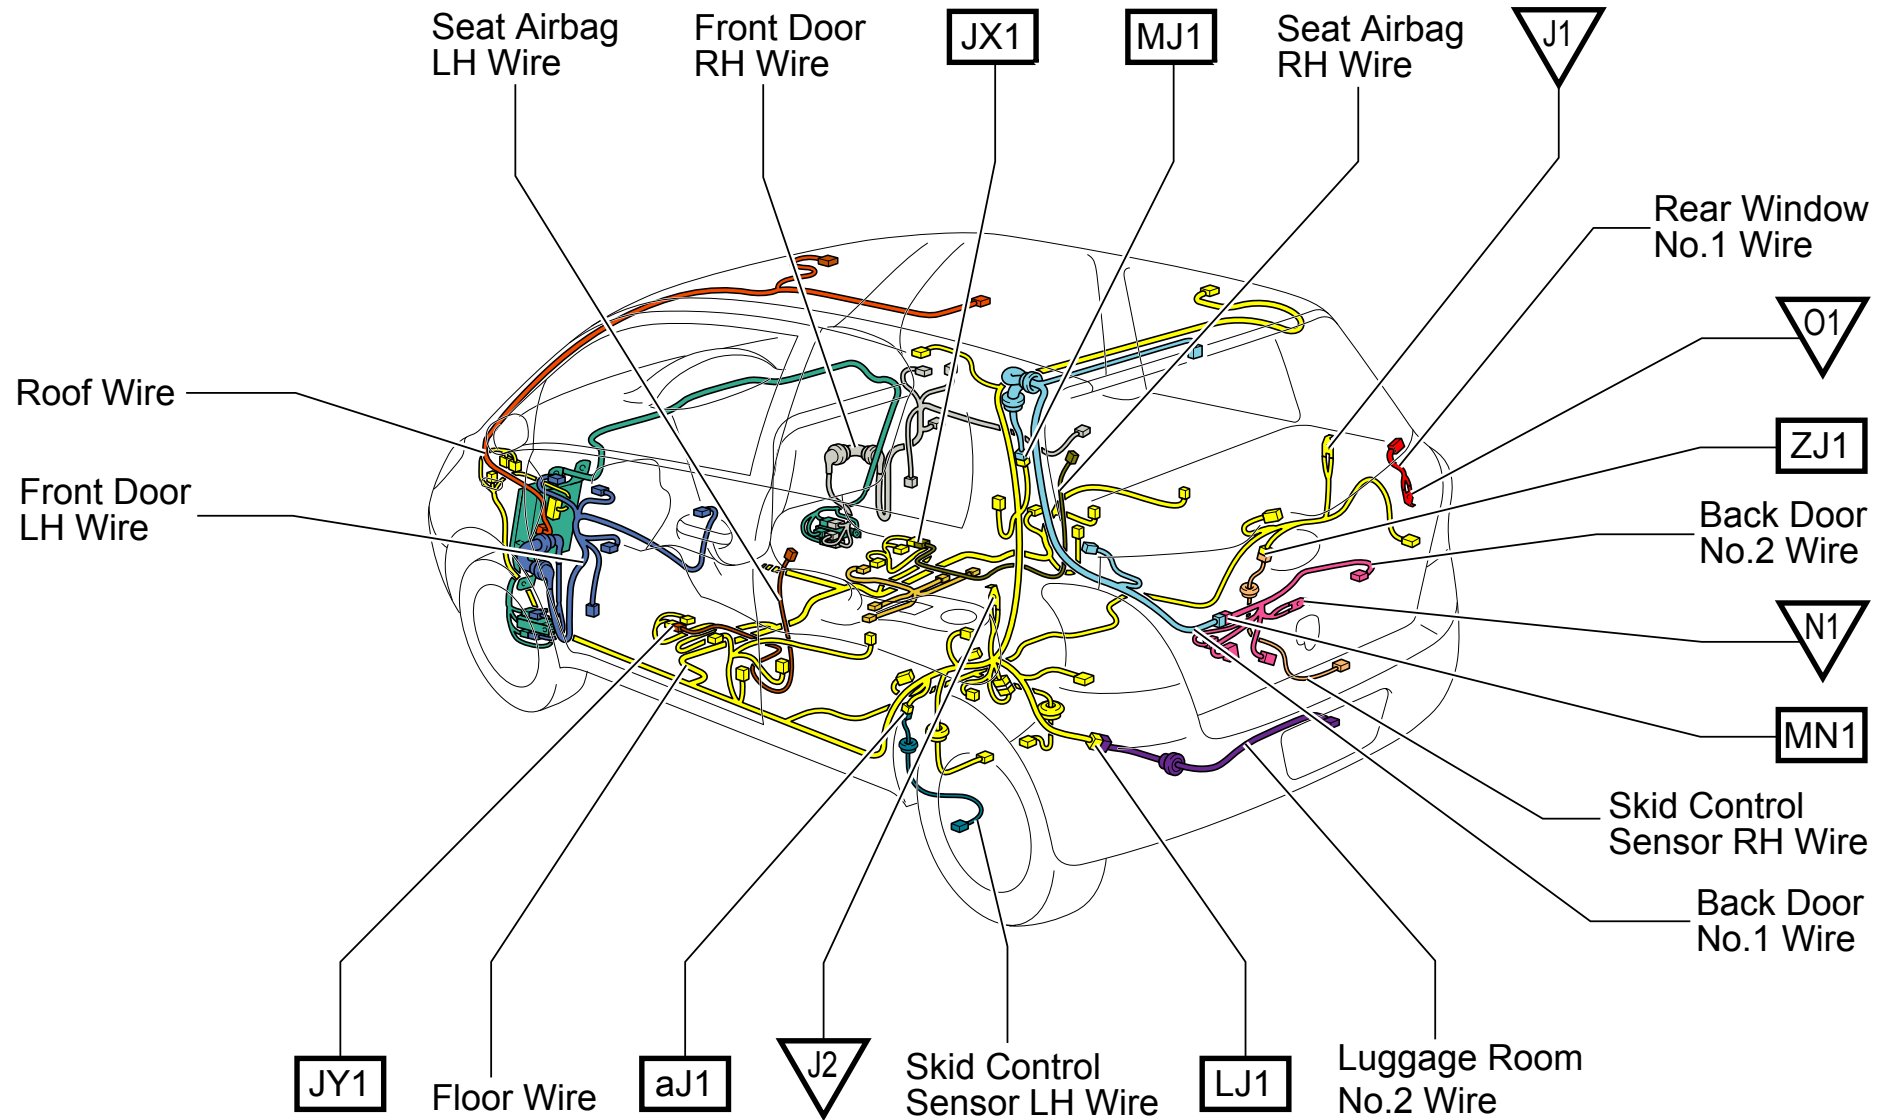 Seat Airbag
LH Wire
Front Door
RH Wire
JX1
MJ1
Seat Airbag
RH Wire
J1
Rear Window
No.1 Wire
O1
Roof Wire
ZJ1
Front Door
LH Wire
Back Door
No.2 Wire
N1
MN1
Skid Control
Sensor RH Wire
Back Door
No.1 Wire
JY1
Floor Wire
aJ1
J2
Skid Control
Sensor LH Wire
LJ1
Luggage Room
No.2 Wire